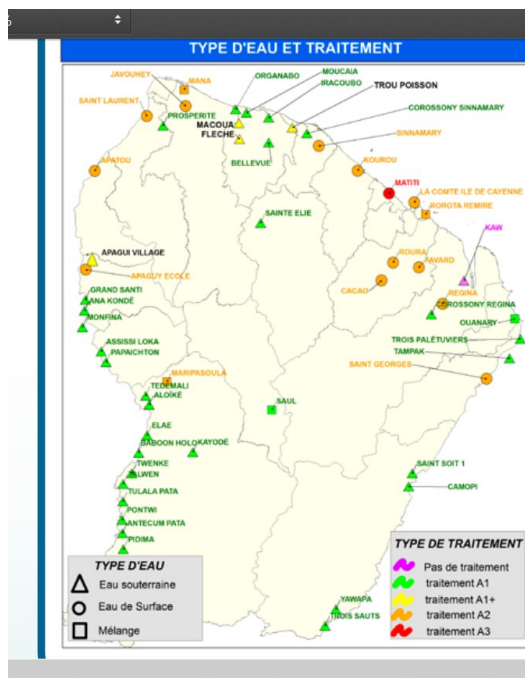 TYPE D'EAU ET TRAITEMENT
ORGANABO
MOUCAIA
IRACOUBO
JAVOUHEY
MANA
TROU POISSON
SAINT LAURENT
PROSPERITE
COROSSONY SINNAMARY
MACOUA
FLECHE
SINNAMARY
BELLEVUE
APATOU
KOUROU
MATITI
LA COMTE ILE DE CAYENNE
ROROTA REMIRE
SAINTE ELIE
KAW
APAGUI VILLAGE
ROURA
FAVARD
APAGUY ECOLE
CACAO
REGINA
GRAND SANTI
ANA KONDÉ
COROSSONY REGINA
MONFINA
OUANARY
ASSISSI LOKA
TROIS PALÉTUVIERS
PAPAICHTON
TAMPAK
MARIPASOULA
SAINT GEORGES
TEDEMALI
ALOÏKÉ
SAUL
ELAE
BABOON HOLO
KAYODÉ
TWENKE
SAINT SOIT 1
TULALA PATA
CAMOPI
PONTWI
ANTECUM PATA
PIDIMA
YAWAPA
TROIS SAUTS
TYPE D'EAU
Eau souterraine
Eau de Surface
Mélange
TYPE DE TRAITEMENT
Pas de traitement
traitement A1
traitement A1+
traitement A2
traitement A3